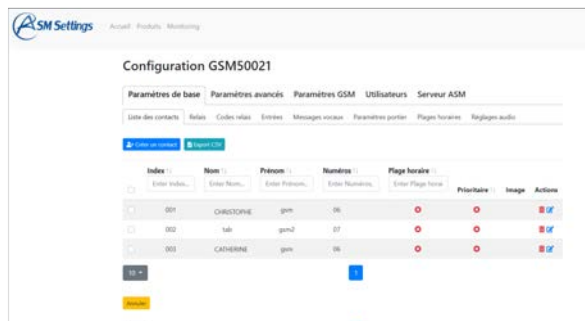 ASM Settings
Accueil Produits Monitoring
Configuration GSM50021
Paramètres de base Paramètres avancés Paramètres GSM Utilisateurs Serveur ASM
Liste des contacts Relais Codes relais Entrées Messages vocaux Paramètres portier Plages horaires Réglages audio
Créer un contact Export CSV
Index Nom Prénom Numéros Plage horaire
Enter Index... Enter Nom... Enter Prénom... Enter Numéros. Enter Plage horai
Prioritaire Image Actions
001 CHRISTOPHE gsm 06
002 tab gsm2 07
003 CATHERINE gsm 06
10 1
Annuler